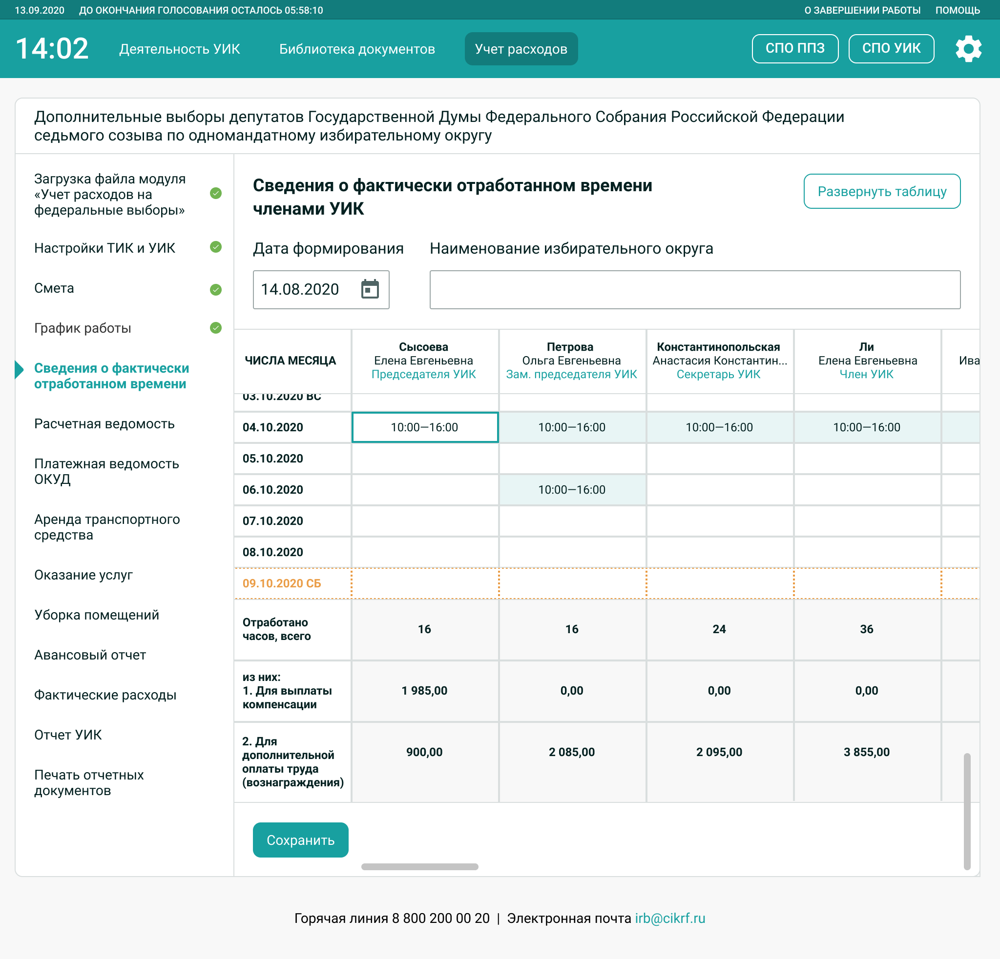 13.09.2020 ДО ОКОНЧАНИЯ ГОЛОСОВАНИЯ ОСТАЛОСЬ 05:58:10 О ЗАВЕРШЕНИИ РАБОТЫ ПОМОЩЬ
14:02 Деятельность УИК Библиотека документов Учет расходов СПО ППЗ СПО УИК
Дополнительные выборы депутатов Государственной Думы Федерального Собрания Российской Федерации
седьмого созыва по одномандатному избирательному округу
Загрузка файла модуля
«Учет расходов на
федеральные выборы»
Настройки ТИК и УИК
Смета
График работы
Сведения о фактически
отработанном времени
Расчетная ведомость
Платежная ведомость
ОКУД
Аренда транспортного
средства
Оказание услуг
Уборка помещений
Авансовый отчет
Фактические расходы
Отчет УИК
Печать отчетных
документов
Сведения о фактически отработанном времени
членами УИК
Развернуть таблицу
Дата формирования Наименование избирательного округа
14.08.2020
ЧИСЛА МЕСЯЦА
Сысоева
Елена Евгеньевна
Председателя УИК
Петрова
Ольга Евгеньевна
Зам. председателя УИК
Константинопольская
Анастасия Константин...
Секретарь УИК
Ли
Елена Евгеньевна
Член УИК
Ива
03.10.2020 ВС
04.10.2020 10:00—16:00 10:00—16:00 10:00—16:00 10:00—16:00
05.10.2020
06.10.2020 10:00—16:00
07.10.2020
08.10.2020
09.10.2020 СБ
Отработано
часов, всего
16 16 24 36
из них:
1. Для выплаты
компенсации
1 985,00 0,00 0,00 0,00
2. Для
дополнительной
оплаты труда
(вознаграждения)
900,00 2 085,00 2 095,00 3 855,00
Сохранить
Горячая линия 8 800 200 00 20 | Электронная почта irb@cikrf.ru